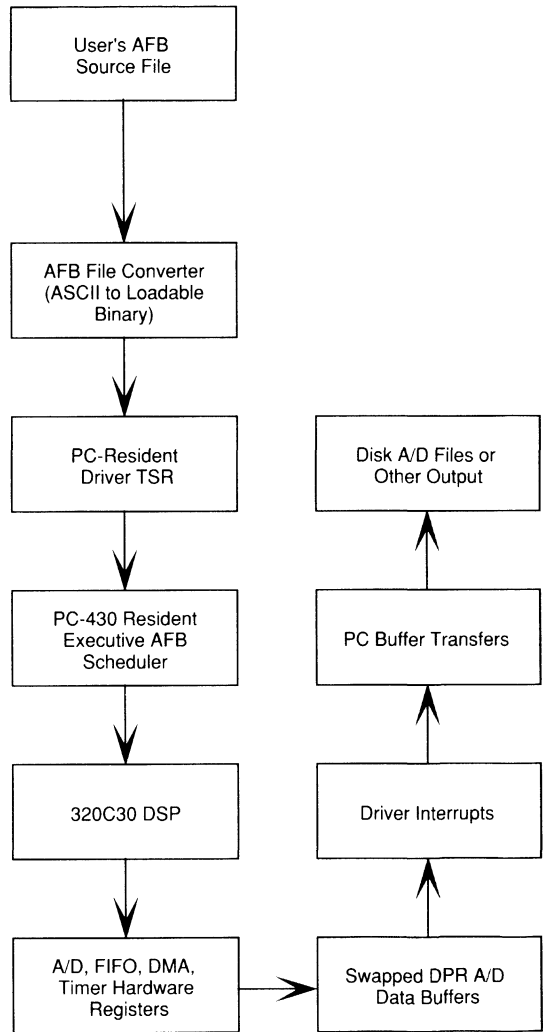 User's AFB
Source File
AFB File Converter
(ASCII to Loadable
Binary)
PC-Resident
Driver TSR
PC-430 Resident
Executive AFB
Scheduler
320C30 DSP
A/D, FIFO, DMA,
Timer Hardware
Registers
Swapped DPR A/D
Data Buffers
Driver Interrupts
PC Buffer Transfers
Disk A/D Files or
Other Output